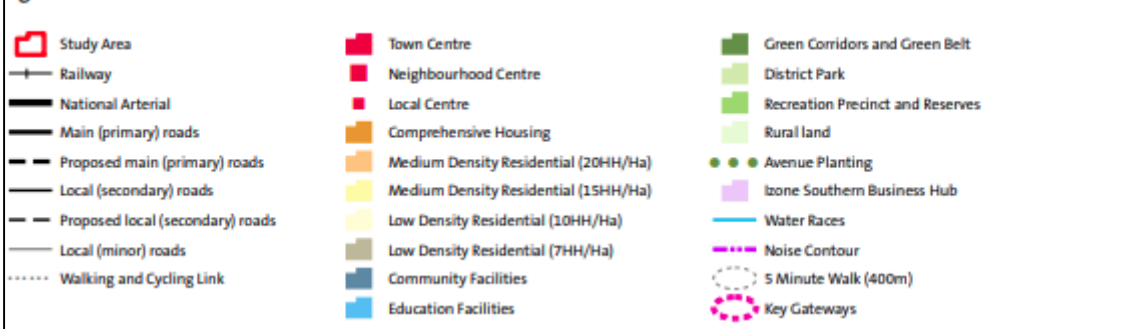 Study Area
Railway
National Arterial
Main (primary) roads
Proposed main (primary) roads
Local (secondary) roads
Proposed local (secondary) roads
Local (minor) roads
Walking and Cycling Link
Town Centre
Neighbourhood Centre
Local Centre
Comprehensive Housing
Medium Density Residential (20HH/Ha)
Medium Density Residential (15HH/Ha)
Low Density Residential (10HH/Ha)
Low Density Residential (7HH/Ha)
Community Facilities
Education Facilities
Green Corridors and Green Belt
District Park
Recreation Precinct and Reserves
Rural land
Avenue Planting
Izone Southern Business Hub
Water Races
Noise Contour
5 Minute Walk (400m)
Key Gateways